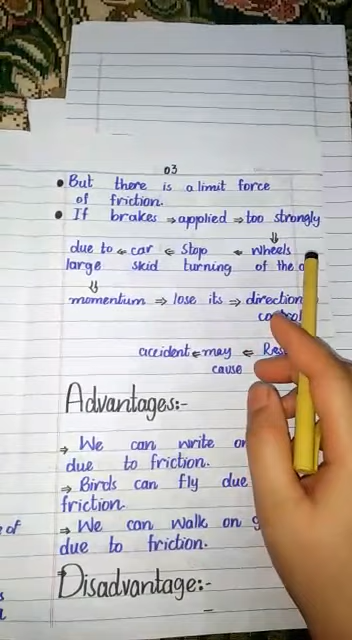 03
• But there is a limit force
of friction.
• If brakes ⇒ applied ⇒ too strongly
⇓
due to ← car ⇐ stop ← wheels
large skid turning of the
⇓
momentum ⇒ lose its ⇒ direction
accident ⇐ may ⇐
cause
Advantages:-
→ We can write
due to friction.
⇒ Birds can fly due
friction.
⇒ We can walk on
due to friction.
Disadvantage:-
of